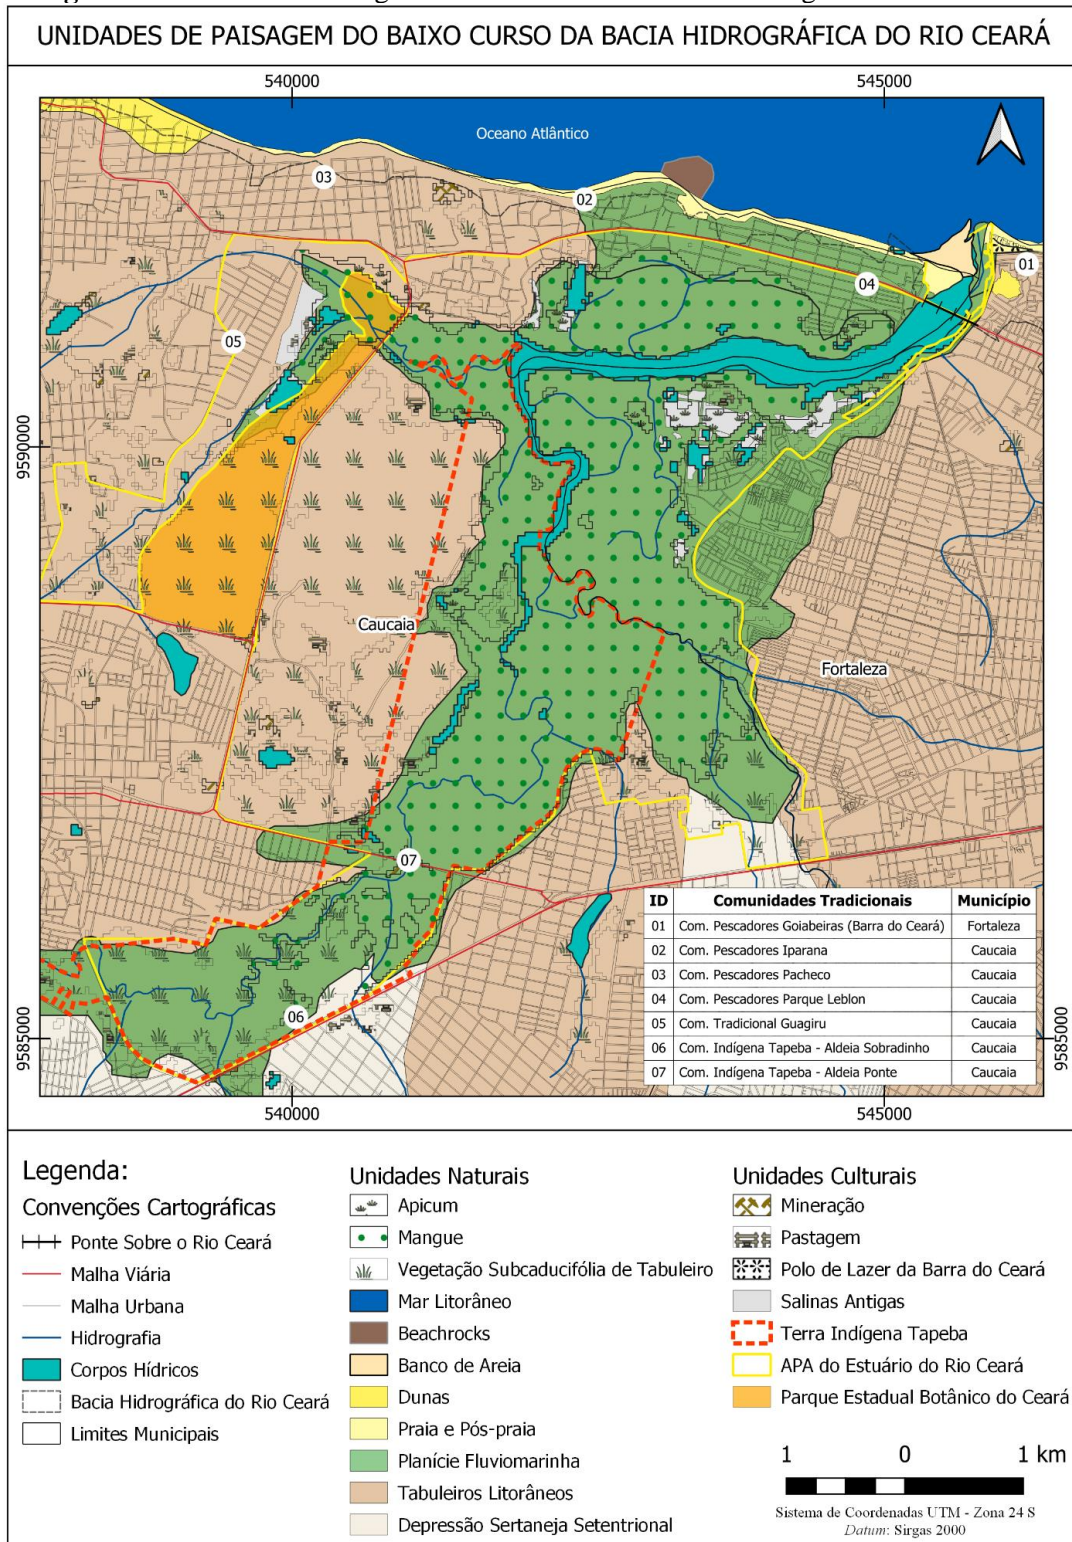 UNIDADES DE PAISAGEM DO BAIXO CURSO DA BACIA HIDROGRÁFICA DO RIO CEARÁ
540000
545000
Oceano Atlântico
03
02
01
04
05
9590000
Caucaia
Fortaleza
07
06
9585000
9585000
ID Comunidades Tradicionais Município
01 Com. Pescadores Goiabeiras (Barra do Ceará) Fortaleza
02 Com. Pescadores Iparana Caucaia
03 Com. Pescadores Pacheco Caucaia
04 Com. Pescadores Parque Leblon Caucaia
05 Com. Tradicional Guagiru Caucaia
06 Com. Indígena Tapeba - Aldeia Sobradinho Caucaia
07 Com. Indígena Tapeba - Aldeia Ponte Caucaia
540000
545000
Legenda:
Convenções Cartográficas
Ponte Sobre o Rio Ceará
Malha Viária
Malha Urbana
Hidrografia
Corpos Hídricos
Bacia Hidrográfica do Rio Ceará
Limites Municipais
Unidades Naturais
Apicum
Mangue
Vegetação Subcaducifólia de Tabuleiro
Mar Litorâneo
Beachrocks
Banco de Areia
Dunas
Praia e Pós-praia
Planície Fluviomarinha
Tabuleiros Litorâneos
Depressão Sertaneja Setentrional
Unidades Culturais
Mineração
Pastagem
Polo de Lazer da Barra do Ceará
Salinas Antigas
Terra Indígena Tapeba
APA do Estuário do Rio Ceará
Parque Estadual Botânico do Ceará
1 0 1 km
Sistema de Coordenadas UTM - Zona 24 S
Datum: Sirgas 2000